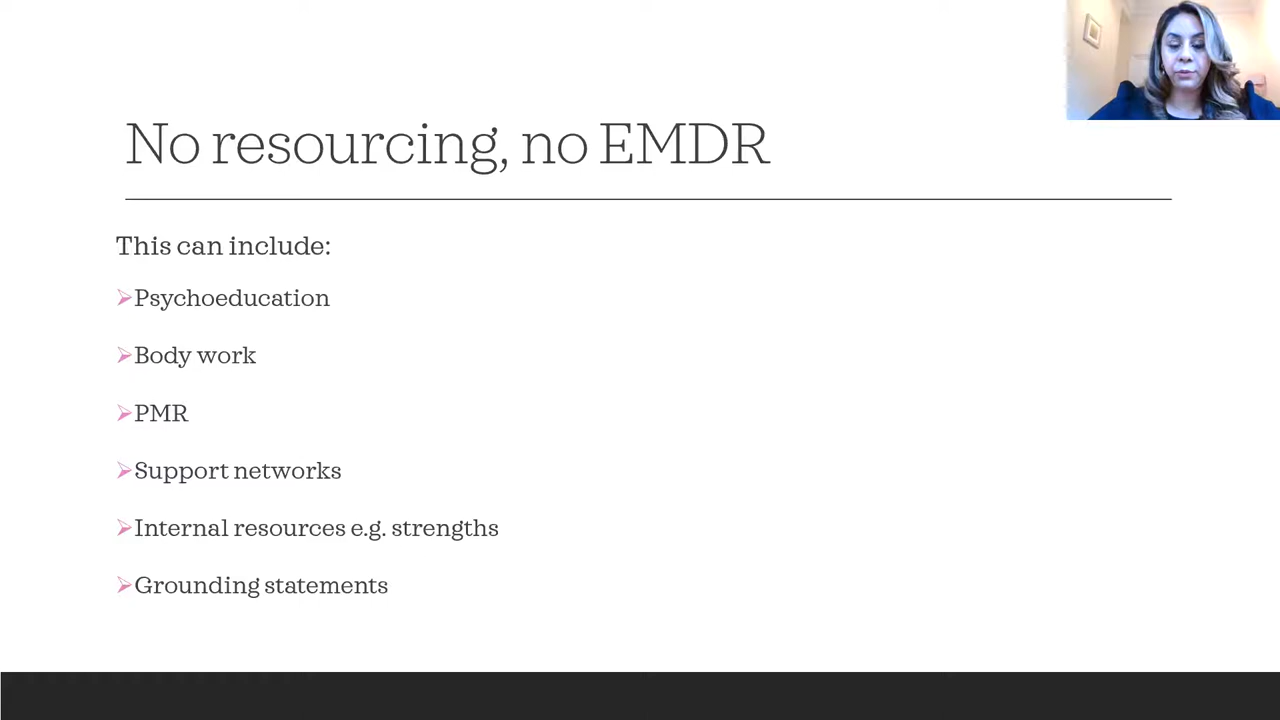 No resourcing, no EMDR
This can include:
Psychoeducation
Body work
PMR
Support networks
Internal resources e.g. strengths
Grounding statements